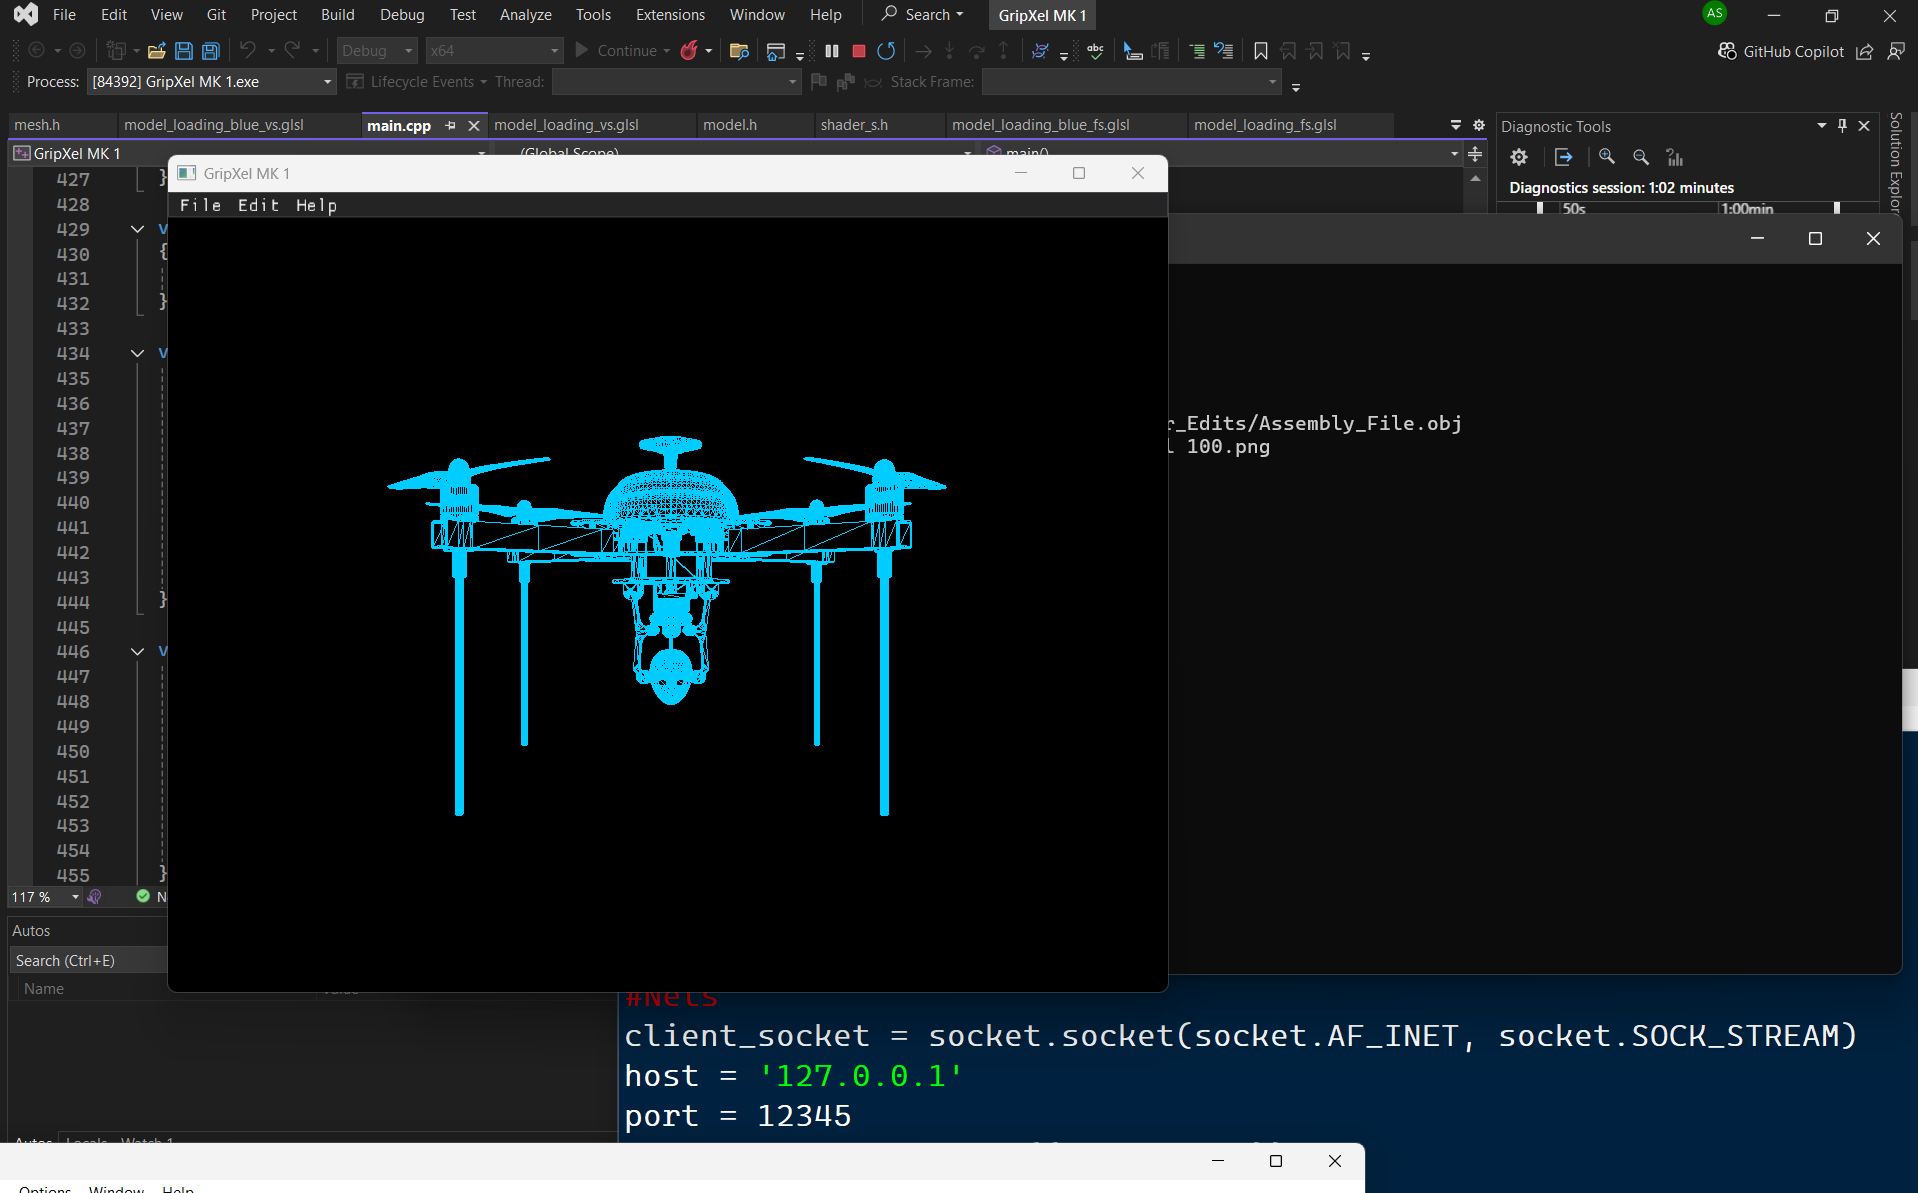 File Edit View Git Project Build Debug Test Analyze Tools Extensions Window Help Search GripXel MK 1 AS
Debug x64 Continue abc GitHub Copilot
Process: [84392] GripXel MK 1.exe Lifecycle Events Thread: Stack Frame:
mesh.h model_loading_blue_vs.glsl main.cpp model_loading_vs.glsl model.h shader_s.h model_loading_blue_fs.glsl model_loading_fs.glsl
GripXel MK 1 (Global Scope) main()
Diagnostic Tools
Diagnostics session: 1:02 minutes
50s 1:00min
Solution Explor
GripXel MK 1
File Edit Help
427 }
428
429 v
430 {
431
432 }
433
434 v
435
436
437
438
439
440
441
442
443
444 }
445
446 v
447
448
449
450
451
452
453
454
455 }
r_Edits/Assembly_File.obj
l 100.png
117 % N
Autos
Search (Ctrl+E)
Name Value
Autos Locals Watch 1
#Nets
client_socket = socket.socket(socket.AF_INET, socket.SOCK_STREAM)
host = '127.0.0.1'
port = 12345
Options Window Help